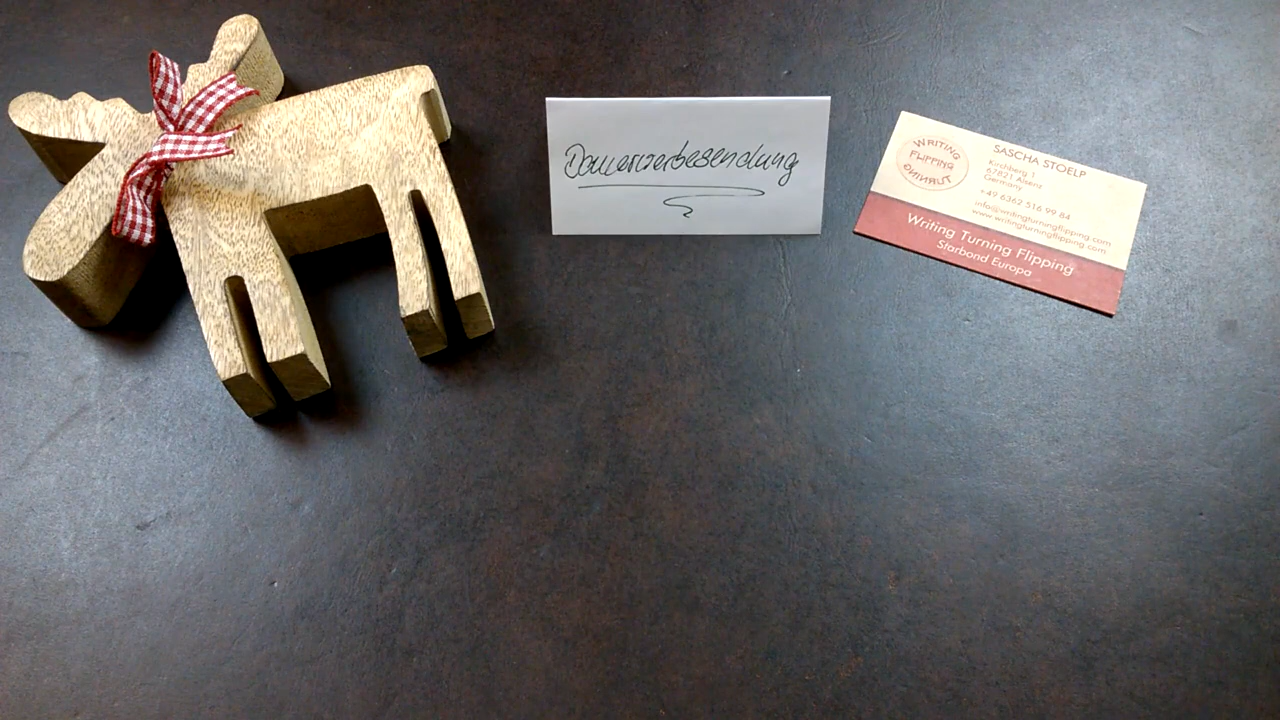 Dauerwerbesendung
WRITING
FLIPPING
TURNING
SASCHA STOELP
Kirchberg 1
67821 Alsenz
Germany
+49 6362 516 99 84
info@writingturningflipping.com
www.writingturningflipping.com
Writing Turning Flipping
Starbond Europa